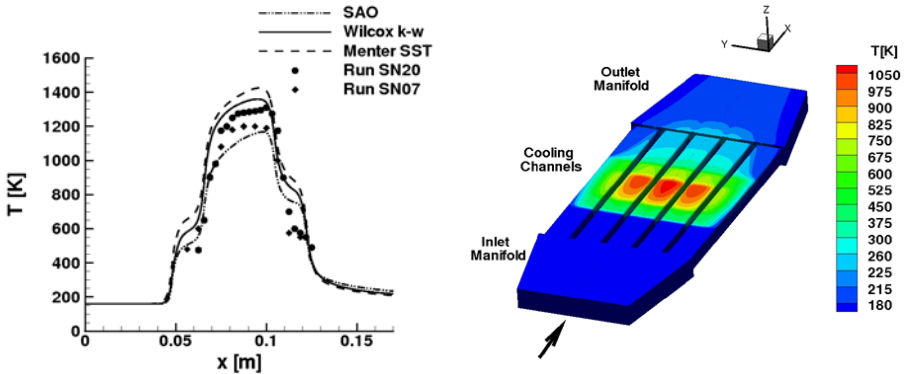 SAO
Wilcox k-w
Menter SST
Run SN20
Run SN07
1600
1400
1200
1000
800
600
400
200
0
T [K]
0
0.05
0.1
0.15
x [m]
Z
X
Y
T[K]
1050
975
900
825
750
675
600
525
450
375
300
260
225
215
180
Outlet
Manifold
Cooling
Channels
Inlet
Manifold